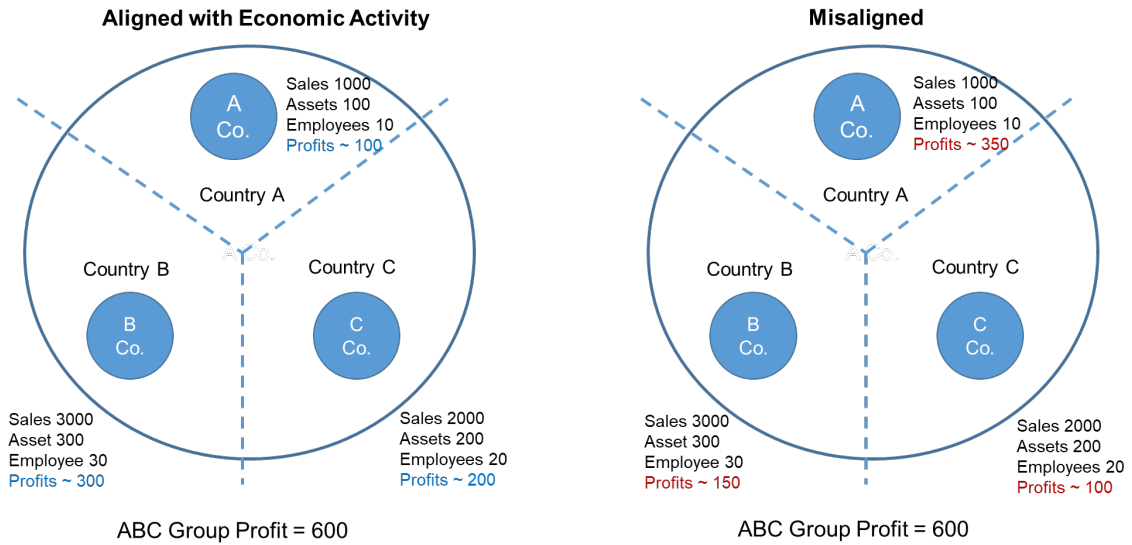 Aligned with Economic Activity
A
Co.
Sales 1000
Assets 100
Employees 10
Profits ~ 100
Country A
A Co.
Country B
Country C
B
Co.
C
Co.
Sales 3000
Asset 300
Employee 30
Profits ~ 300
Sales 2000
Assets 200
Employees 20
Profits ~ 200
ABC Group Profit = 600
Misaligned
A
Co.
Sales 1000
Assets 100
Employees 10
Profits ~ 350
Country A
A Co.
Country B
Country C
B
Co.
C
Co.
Sales 3000
Asset 300
Employee 30
Profits ~ 150
Sales 2000
Assets 200
Employees 20
Profits ~ 100
ABC Group Profit = 600